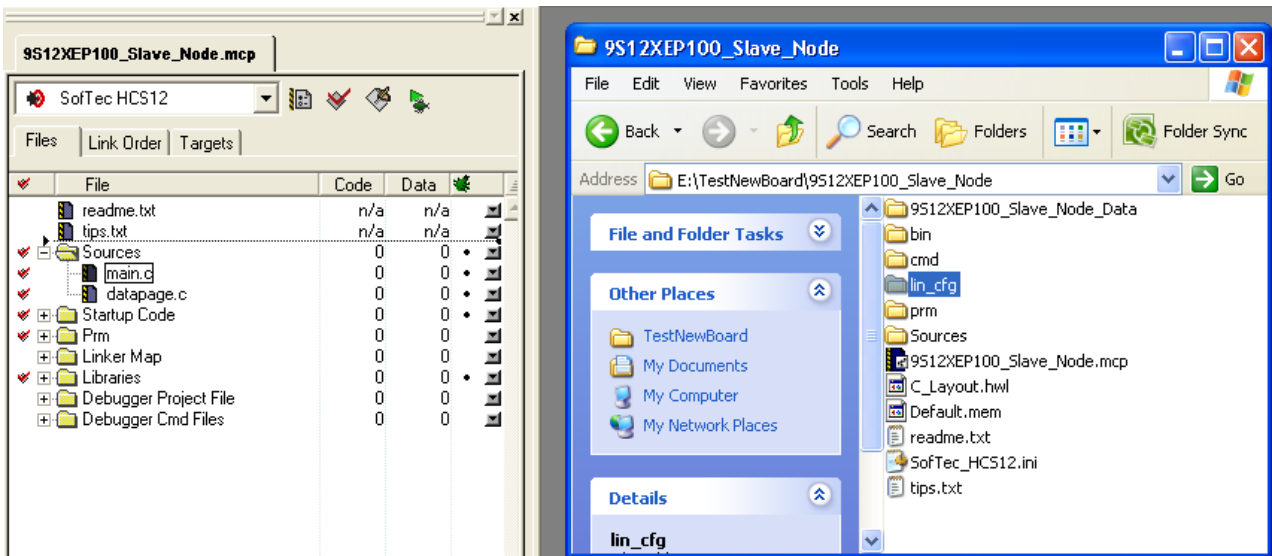 9S12XEP100_Slave_Node.mcp
SofTec HCS12
Files Link Order Targets
File Code Data
readme.txt n/a n/a
tips.txt n/a n/a
Sources 0 0
main.c 0 0
datapage.c 0 0
Startup Code 0 0
Prm 0 0
Linker Map 0 0
Libraries 0 0
Debugger Project File 0 0
Debugger Cmd Files 0 0
9S12XEP100_Slave_Node
File Edit View Favorites Tools Help
Back Search Folders Folder Sync
Address E:\TestNewBoard\9S12XEP100_Slave_Node Go
File and Folder Tasks
Other Places
TestNewBoard
My Documents
My Computer
My Network Places
Details
lin_cfg
9S12XEP100_Slave_Node_Data
bin
cmd
lin_cfg
prm
Sources
9S12XEP100_Slave_Node.mcp
C_Layout.hwl
Default.mem
readme.txt
SofTec_HCS12.ini
tips.txt